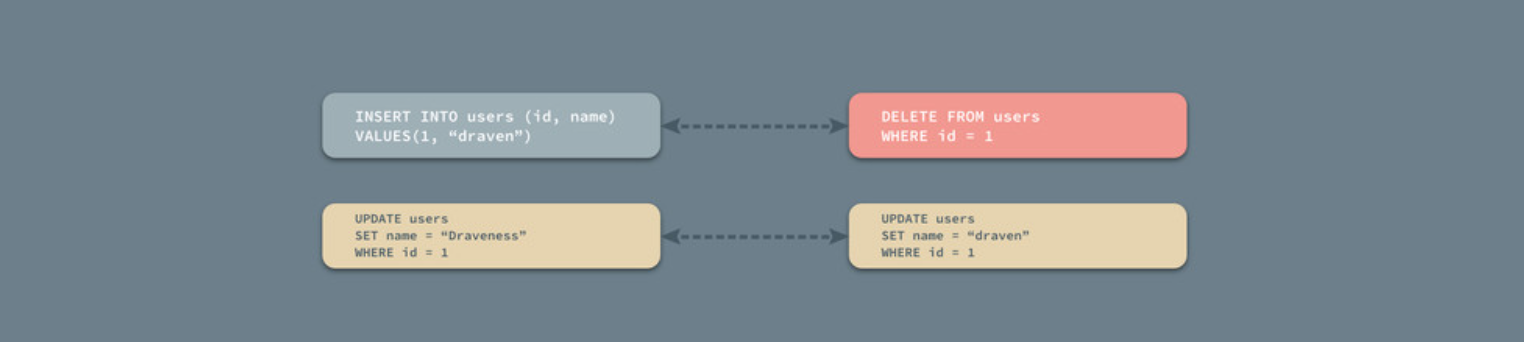 INSERT INTO users (id, name)
VALUES(1, “draven”)
DELETE FROM users
WHERE id = 1
UPDATE users
SET name = “Draveness”
WHERE id = 1
UPDATE users
SET name = “draven”
WHERE id = 1